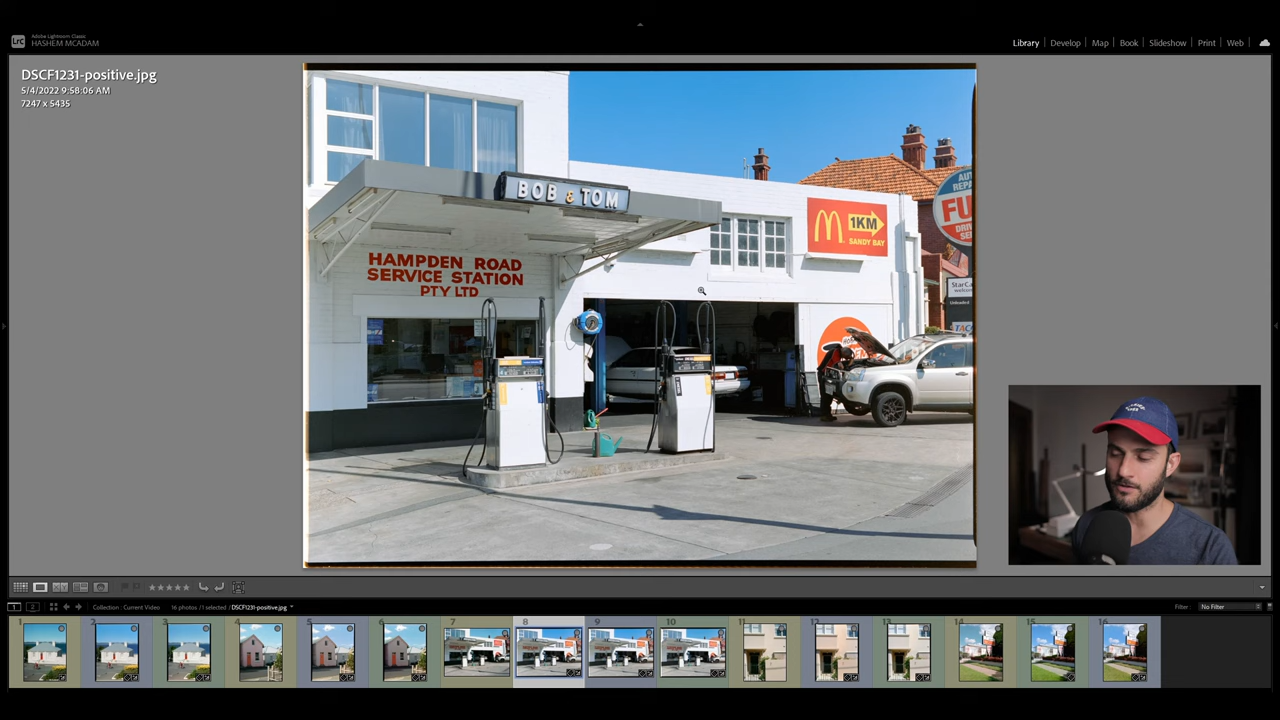 Lrc
Adobe Lightroom Classic
HASHEM MCADAM
Library
Develop
Map
Book
Slideshow
Print
Web
DSCF1231-positive.jpg
5/4/2022 9:58:06 AM
7247 x 5435
BOB & TOM
HAMPDEN ROAD
SERVICE STATION
PTY LTD
1KM
SANDY BAY
1
2
Collection : Current Video
16 photos / 1 selected / DSCF1231-positive.jpg
Filter :
No Filter
1
2
3
4
5
6
7
8
9
10
11
12
13
14
15
16